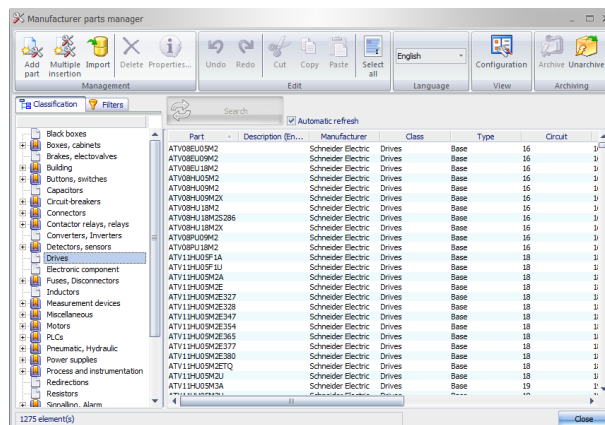 Manufacturer parts manager
Add part
Multiple insertion
Import
Delete
Properties...
Undo
Redo
Cut
Copy
Paste
Select all
English
Configuration
Archive
Unarchive
Management
Edit
Language
View
Archiving
Classification
Filters
Search
Automatic refresh
Black boxes
Boxes, cabinets
Brakes, electovalves
Building
Buttons, switches
Capacitors
Circuit-breakers
Connectors
Contactor relays, relays
Converters, Inverters
Detectors, sensors
Drives
Electronic component
Fuses, Disconnectors
Inductors
Measurement devices
Miscellaneous
Motors
PLCs
Pneumatic, Hydraulic
Power supplies
Process and instrumentation
Redirections
Resistors
Signalling, Alarm
Part Description (En... Manufacturer Class Type Circuit
ATV08EU05M2 Schneider Electric Drives Base 16
ATV08EU09M2 Schneider Electric Drives Base 16
ATV08EU18M2 Schneider Electric Drives Base 16
ATV08HU05M2 Schneider Electric Drives Base 16
ATV08HU09M2 Schneider Electric Drives Base 16
ATV08HU09M2X Schneider Electric Drives Base 16
ATV08HU18M2 Schneider Electric Drives Base 16
ATV08HU18M2S286 Schneider Electric Drives Base 16
ATV08HU18M2X Schneider Electric Drives Base 16
ATV08PU09M2 Schneider Electric Drives Base 16
ATV08PU18M2 Schneider Electric Drives Base 16
ATV11HU05F1A Schneider Electric Drives Base 18
ATV11HU05F1U Schneider Electric Drives Base 18
ATV11HU05M2A Schneider Electric Drives Base 18
ATV11HU05M2E Schneider Electric Drives Base 18
ATV11HU05M2E327 Schneider Electric Drives Base 18
ATV11HU05M2E328 Schneider Electric Drives Base 18
ATV11HU05M2E347 Schneider Electric Drives Base 18
ATV11HU05M2E354 Schneider Electric Drives Base 18
ATV11HU05M2E365 Schneider Electric Drives Base 18
ATV11HU05M2E377 Schneider Electric Drives Base 18
ATV11HU05M2E380 Schneider Electric Drives Base 18
ATV11HU05M2ETQ Schneider Electric Drives Base 18
ATV11HU05M2U Schneider Electric Drives Base 18
ATV11HU05M3A Schneider Electric Drives Base 19
1275 element(s)
Close